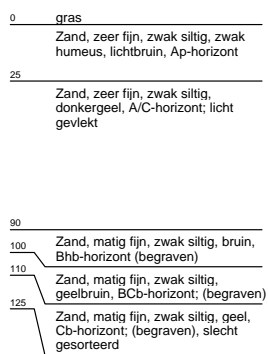 0 gras
Zand, zeer fijn, zwak siltig, zwak
humeus, lichtbruin, Ap-horizont
25
Zand, zeer fijn, zwak siltig,
donkergeel, A/C-horizont; licht
gevlekt
90
Zand, matig fijn, zwak siltig, bruin,
100
Bhb-horizont (begraven)
110
Zand, matig fijn, zwak siltig,
geelbruin, BCb-horizont; (begraven)
125
Zand, matig fijn, zwak siltig, geel,
Cb-horizont; (begraven), slecht
gesorteerd